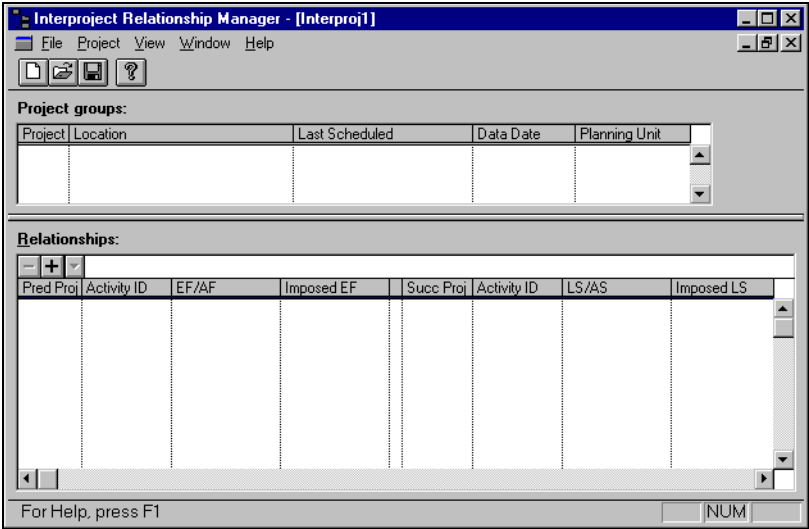 Interproject Relationship Manager - [Interproj1]
File Project View Window Help
Project groups:
Project Location Last Scheduled Data Date Planning Unit
Relationships:
Pred Proj Activity ID EF/AF Imposed EF Succ Proj Activity ID LS/AS Imposed LS
For Help, press F1 NUM